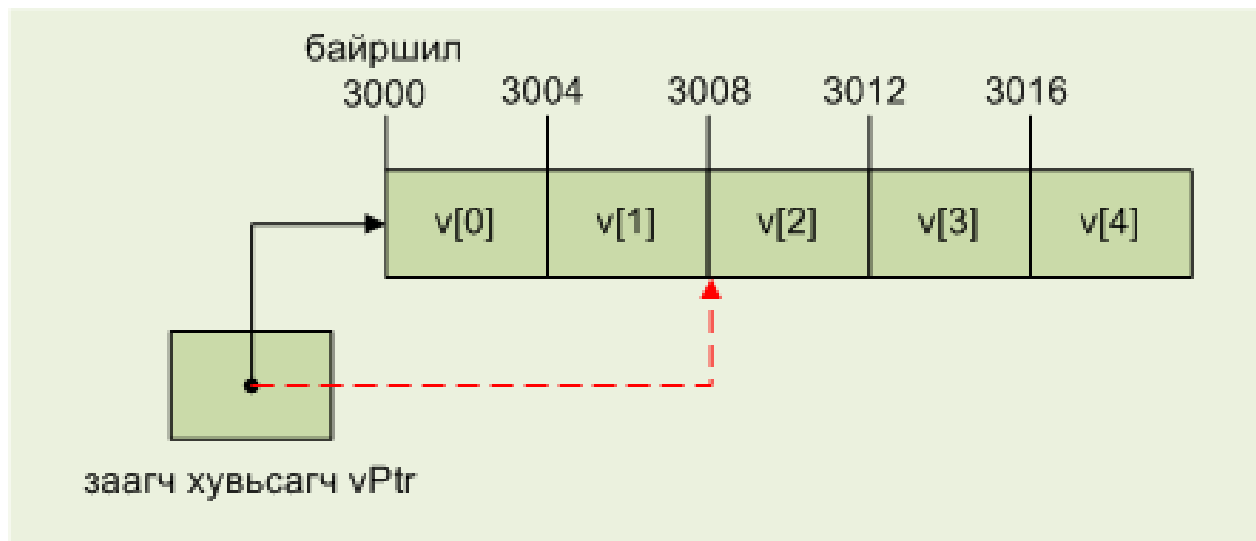 байршил
3000 3004 3008 3012 3016
v[0] v[1] v[2] v[3] v[4]
заагч хувьсагч vPtr